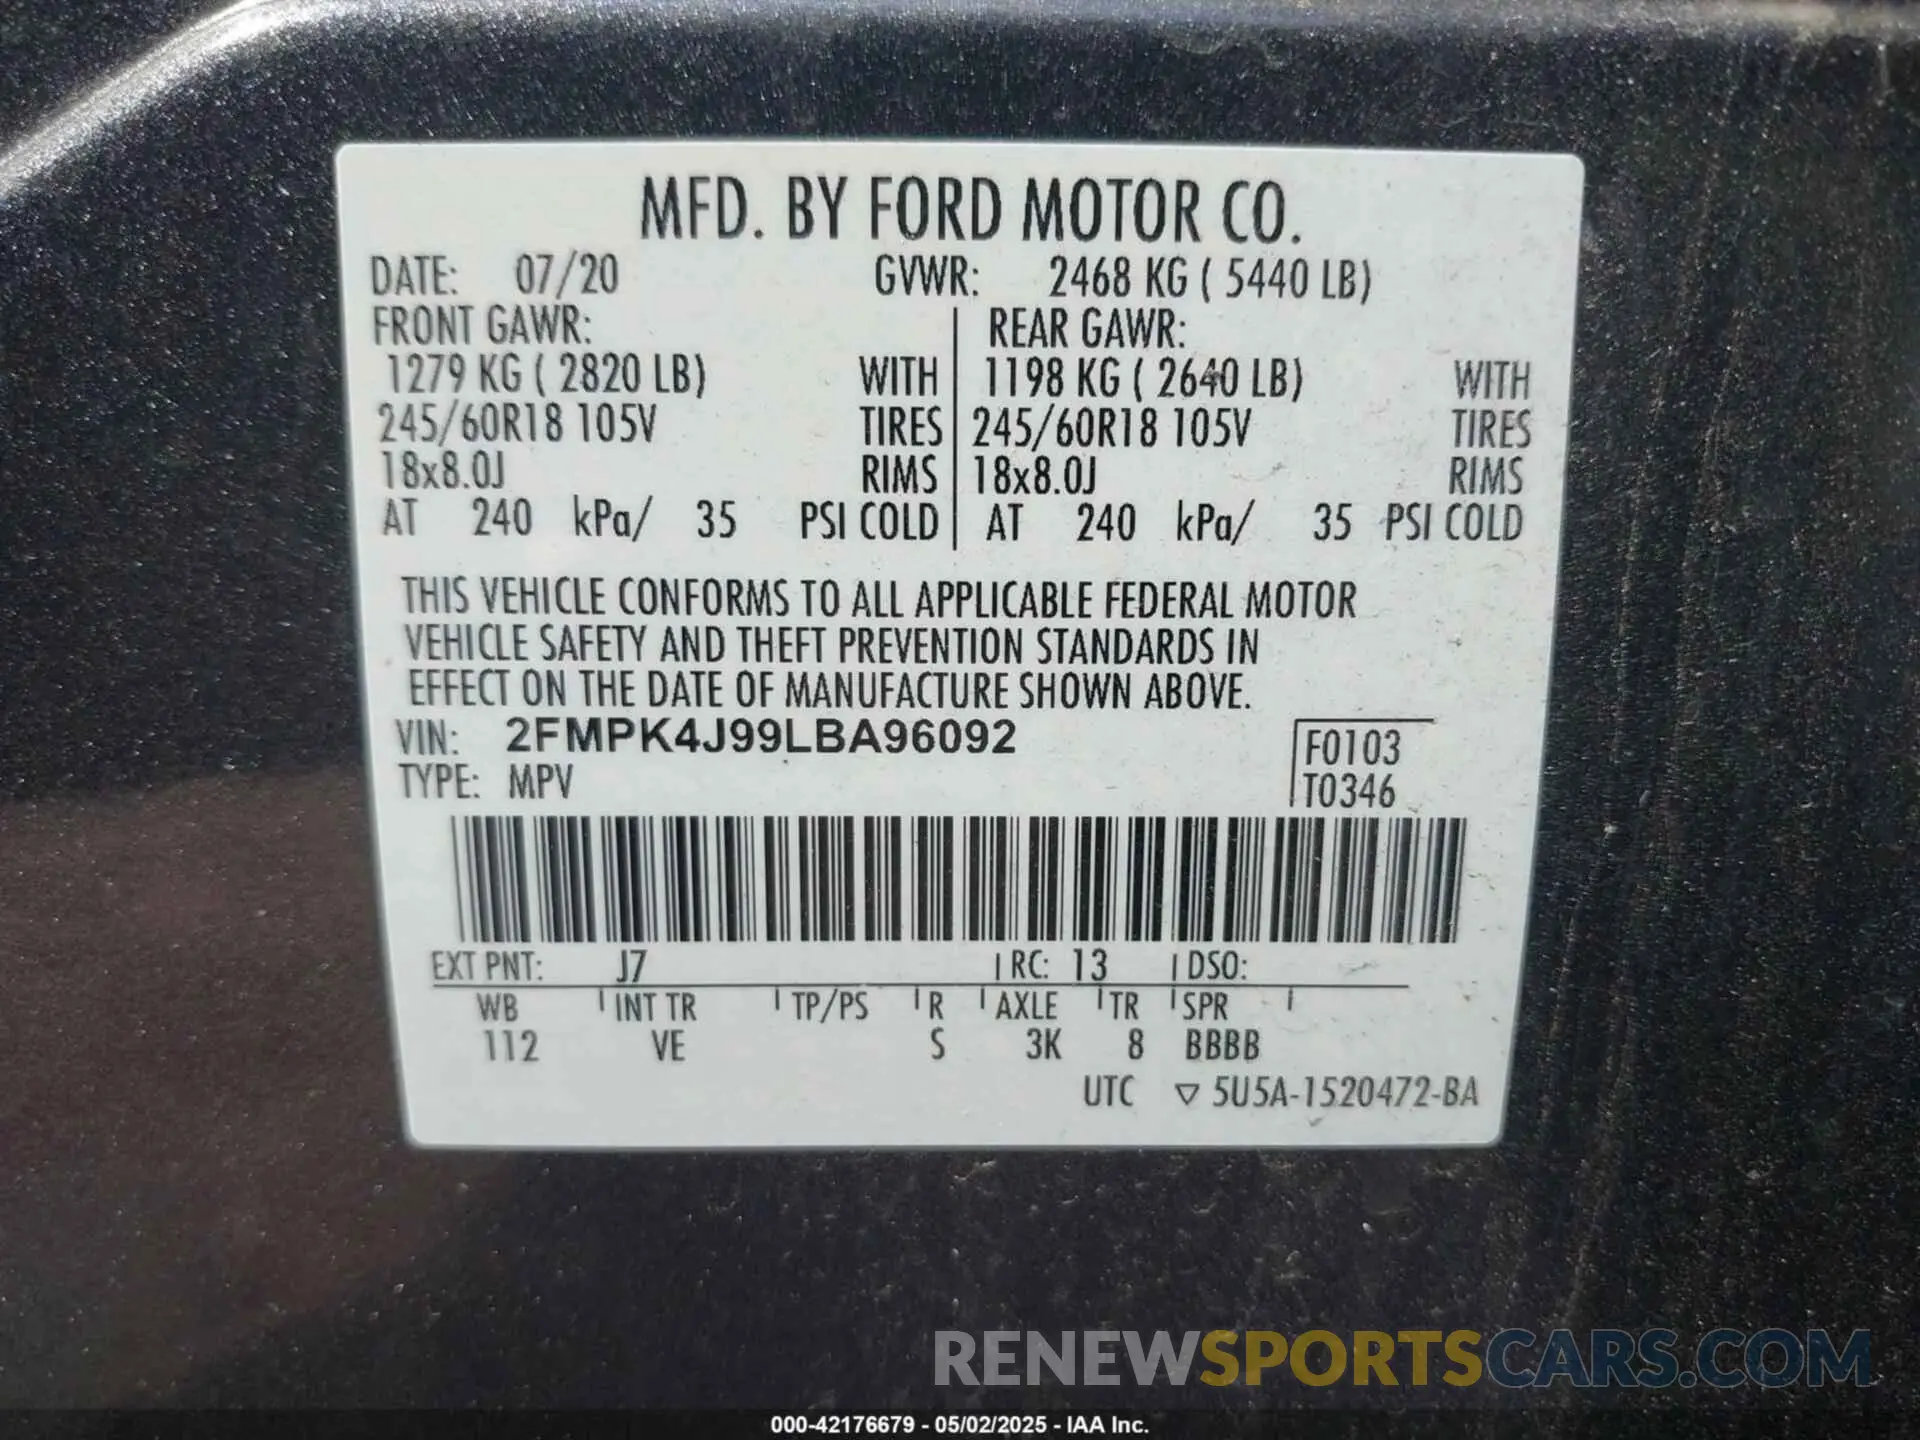 MFD. BY FORD MOTOR CO.
DATE: 07/20 GVWR: 2468 KG ( 5440 LB)
FRONT GAWR: REAR GAWR:
1279 KG ( 2820 LB) WITH 1198 KG ( 2640 LB) WITH
245/60R18 105V TIRES 245/60R18 105V TIRES
18x8.0J RIMS 18x8.0J RIMS
AT 240 kPa/ 35 PSI COLD AT 240 kPa/ 35 PSI COLD
THIS VEHICLE CONFORMS TO ALL APPLICABLE FEDERAL MOTOR
VEHICLE SAFETY AND THEFT PREVENTION STANDARDS IN
EFFECT ON THE DATE OF MANUFACTURE SHOWN ABOVE.
VIN: 2FMPK4J99LBA96092 F0103
TYPE: MPV T0346
EXT PNT: J7 RC: 13 DSO:
WB INT TR TP/PS R AXLE TR SPR
112 VE S 3K 8 BBBB
UTC ▽ 5U5A-1520472-BA
RENEWSPORTSCARS.COM
000-42176679 - 05/02/2025 - IAA Inc.